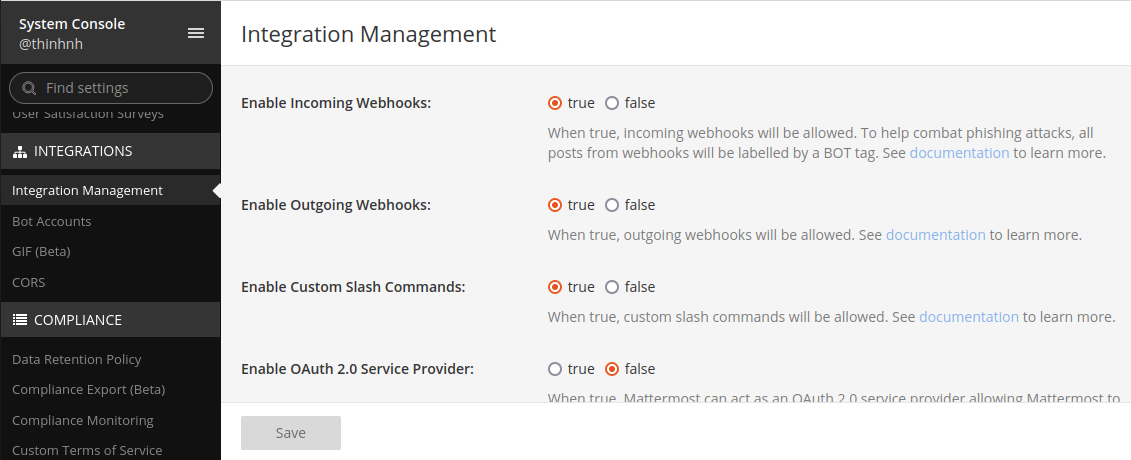 System Console
@thinhnh
Find settings
User Satisfaction Surveys
INTEGRATIONS
Integration Management
Bot Accounts
GIF (Beta)
CORS
COMPLIANCE
Data Retention Policy
Compliance Export (Beta)
Compliance Monitoring
Custom Terms of Service
Integration Management
Enable Incoming Webhooks:
true false
When true, incoming webhooks will be allowed. To help combat phishing attacks, all
posts from webhooks will be labelled by a BOT tag. See documentation to learn more.
Enable Outgoing Webhooks:
true false
When true, outgoing webhooks will be allowed. See documentation to learn more.
Enable Custom Slash Commands:
true false
When true, custom slash commands will be allowed. See documentation to learn more.
Enable OAuth 2.0 Service Provider:
true false
When true, Mattermost can act as an OAuth 2.0 service provider allowing Mattermost to
Save